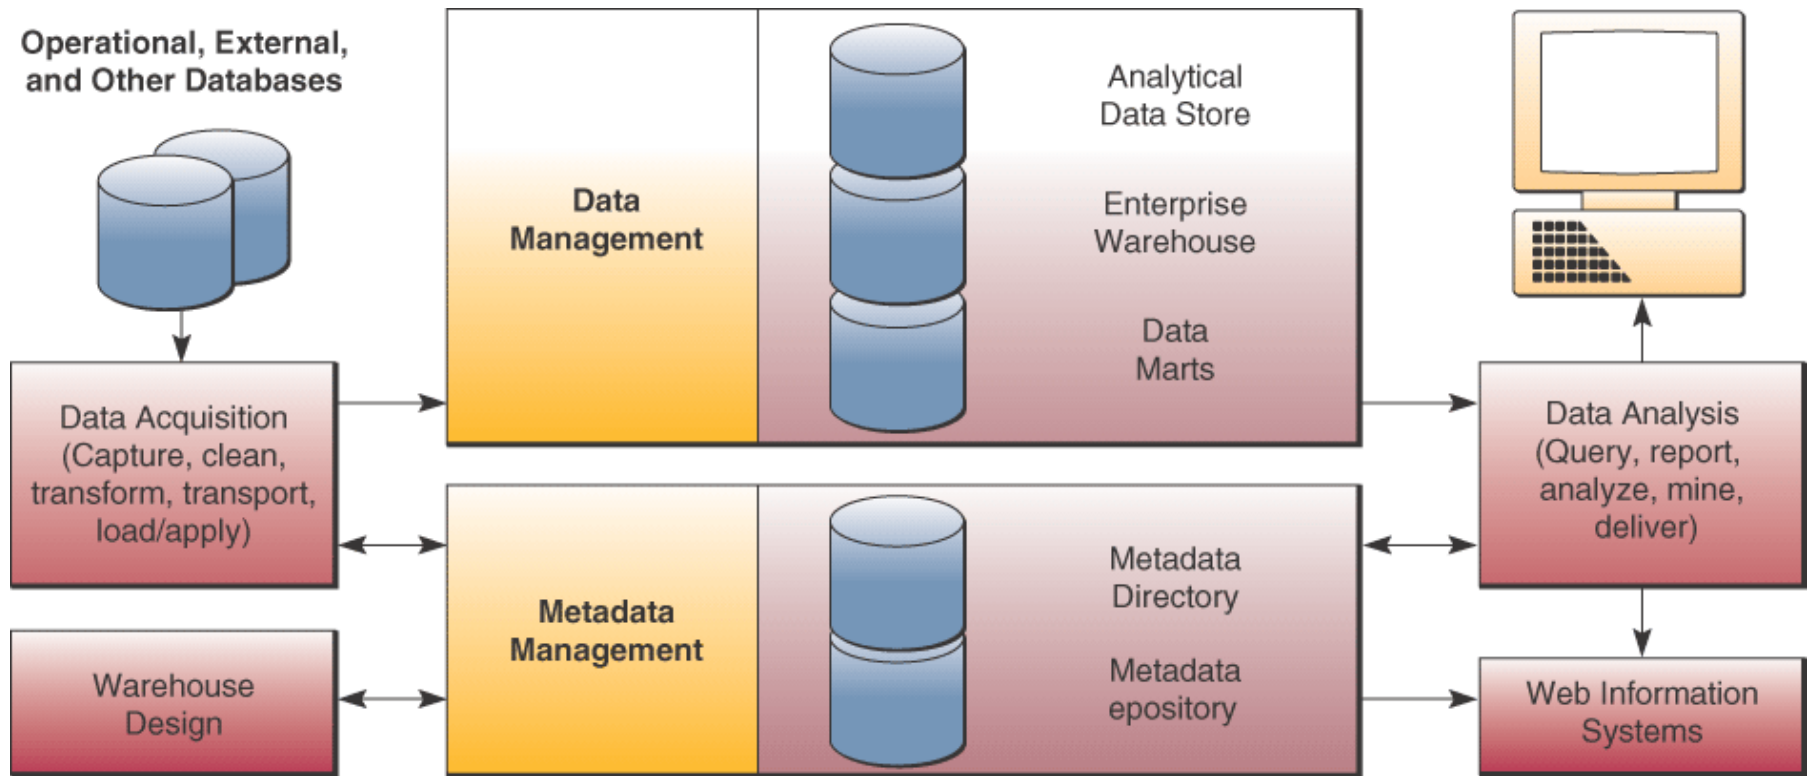 Operational, External,
and Other Databases
Data Acquisition
(Capture, clean,
transform, transport,
load/apply)
Warehouse
Design
Data
Management
Analytical
Data Store
Enterprise
Warehouse
Data
Marts
Metadata
Management
Metadata
Directory
Metadata
epository
Data Analysis
(Query, report,
analyze, mine,
deliver)
Web Information
Systems